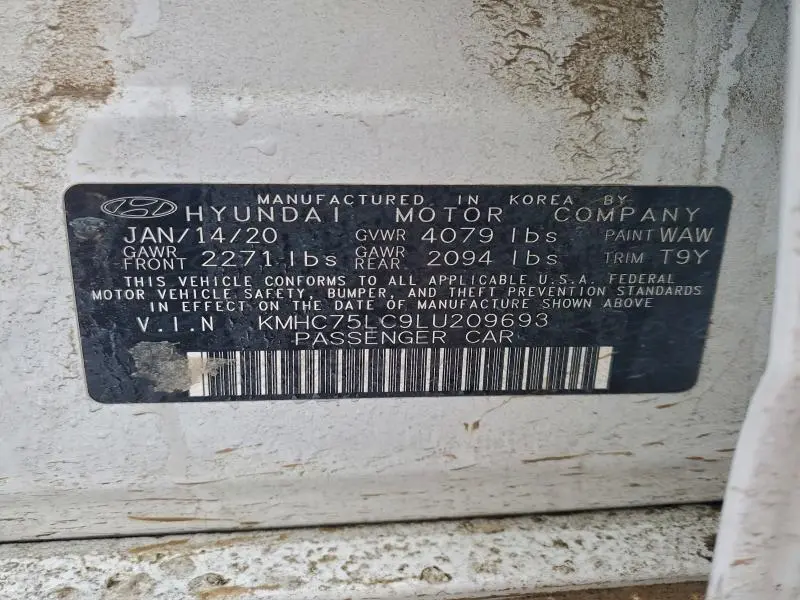 MANUFACTURED IN KOREA BY
HYUNDAI MOTOR COMPANY
JAN/14/20 GVWR 4079 lbs PAINT WAW
GAWR FRONT 2271 lbs GAWR REAR 2094 lbs TRIM T9Y
THIS VEHICLE CONFORMS TO ALL APPLICABLE U.S.A. FEDERAL
MOTOR VEHICLE SAFETY, BUMPER, AND THEFT PREVENTION STANDARDS
IN EFFECT ON THE DATE OF MANUFACTURE SHOWN ABOVE
V.I.N KMHC75LC9LU209693
PASSENGER CAR